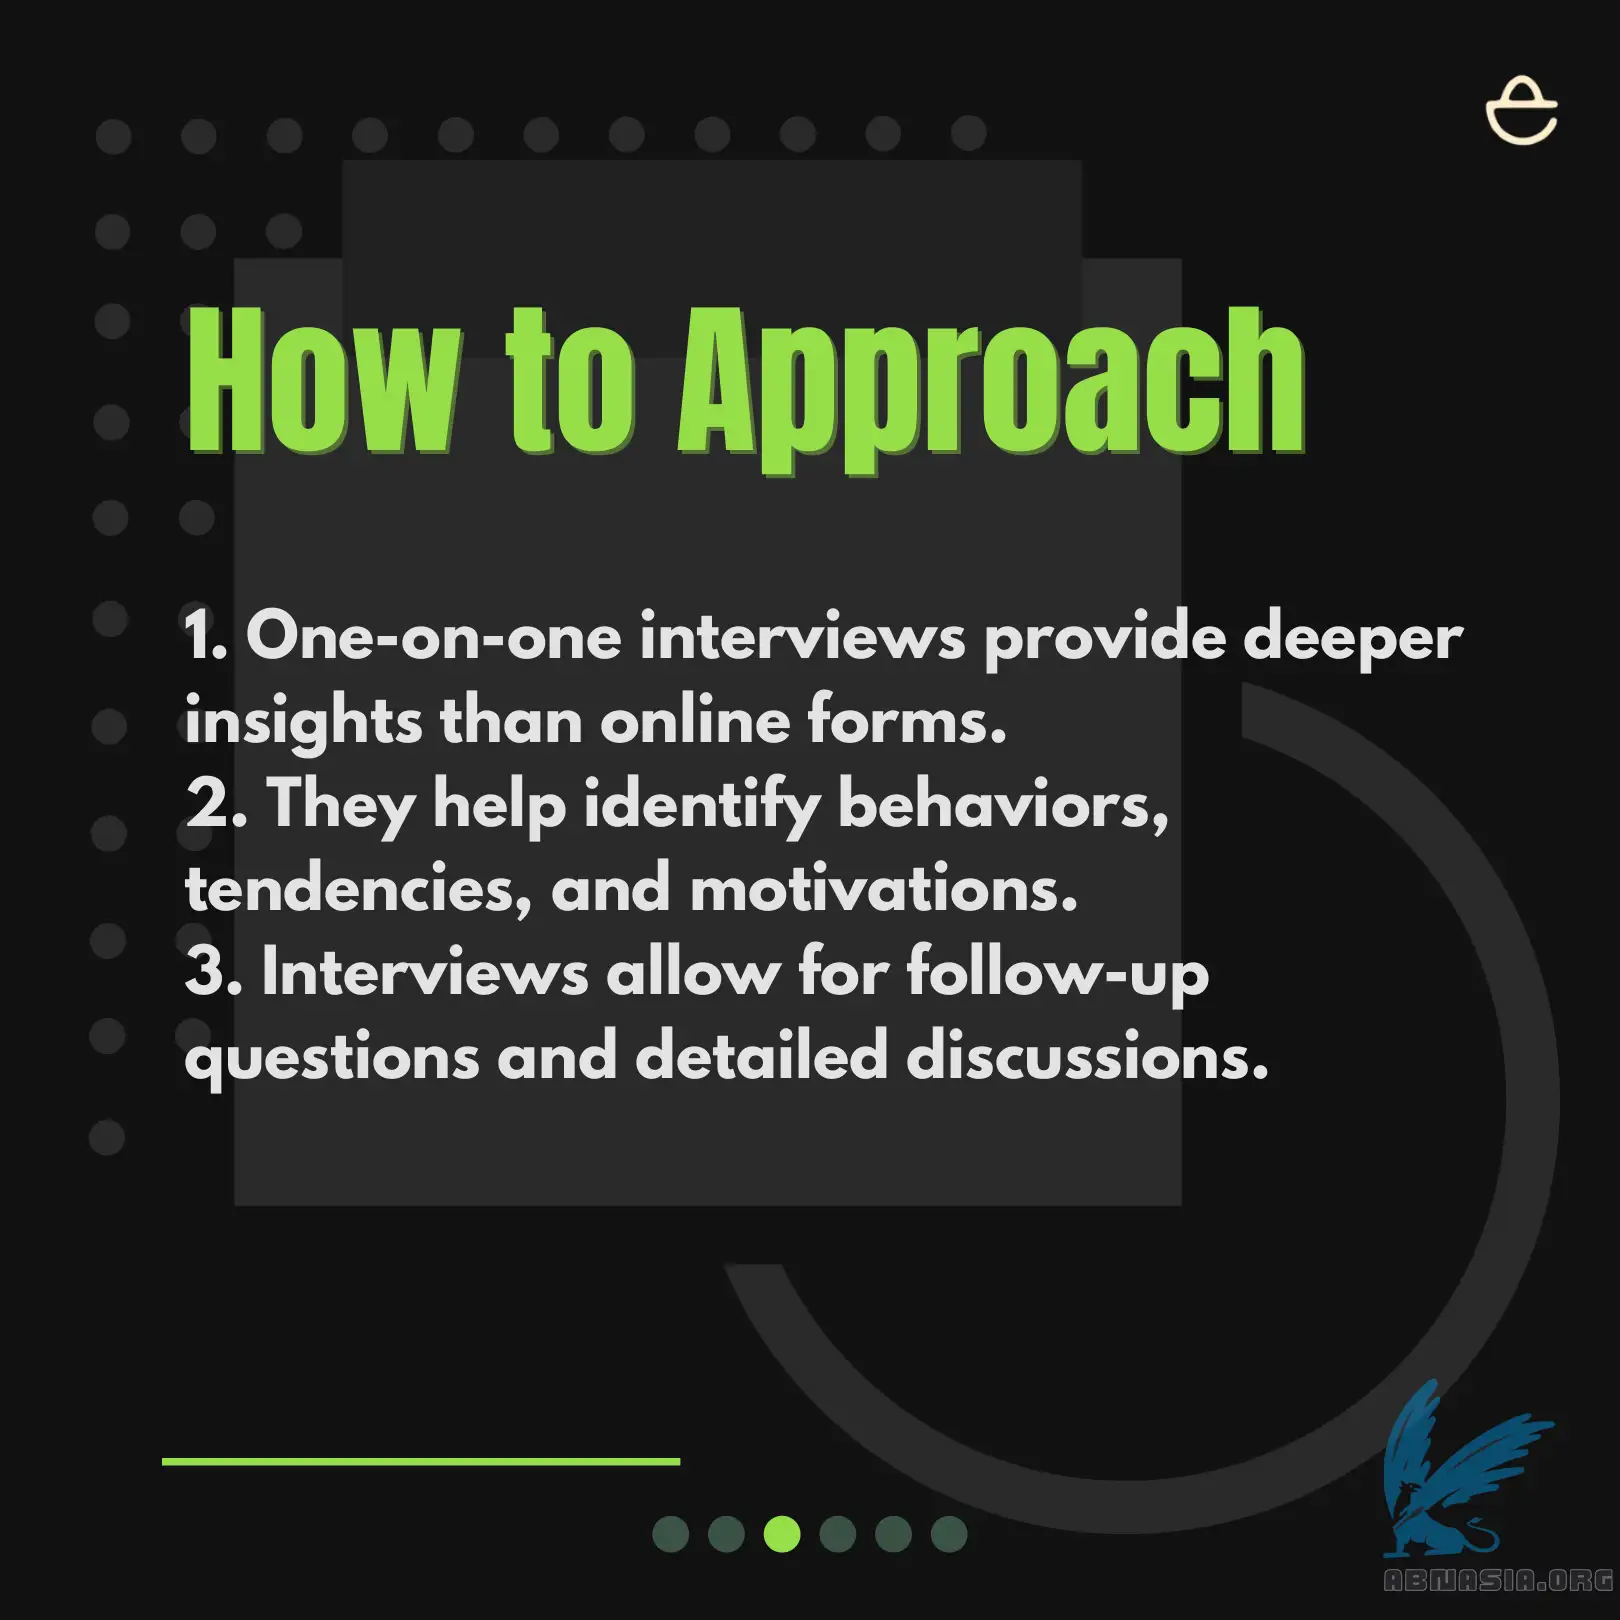 How to Approach
1. One-on-one interviews provide deeper
insights than online forms.
2. They help identify behaviors,
tendencies, and motivations.
3. Interviews allow for follow-up
questions and detailed discussions.
ABNASIA.ORG